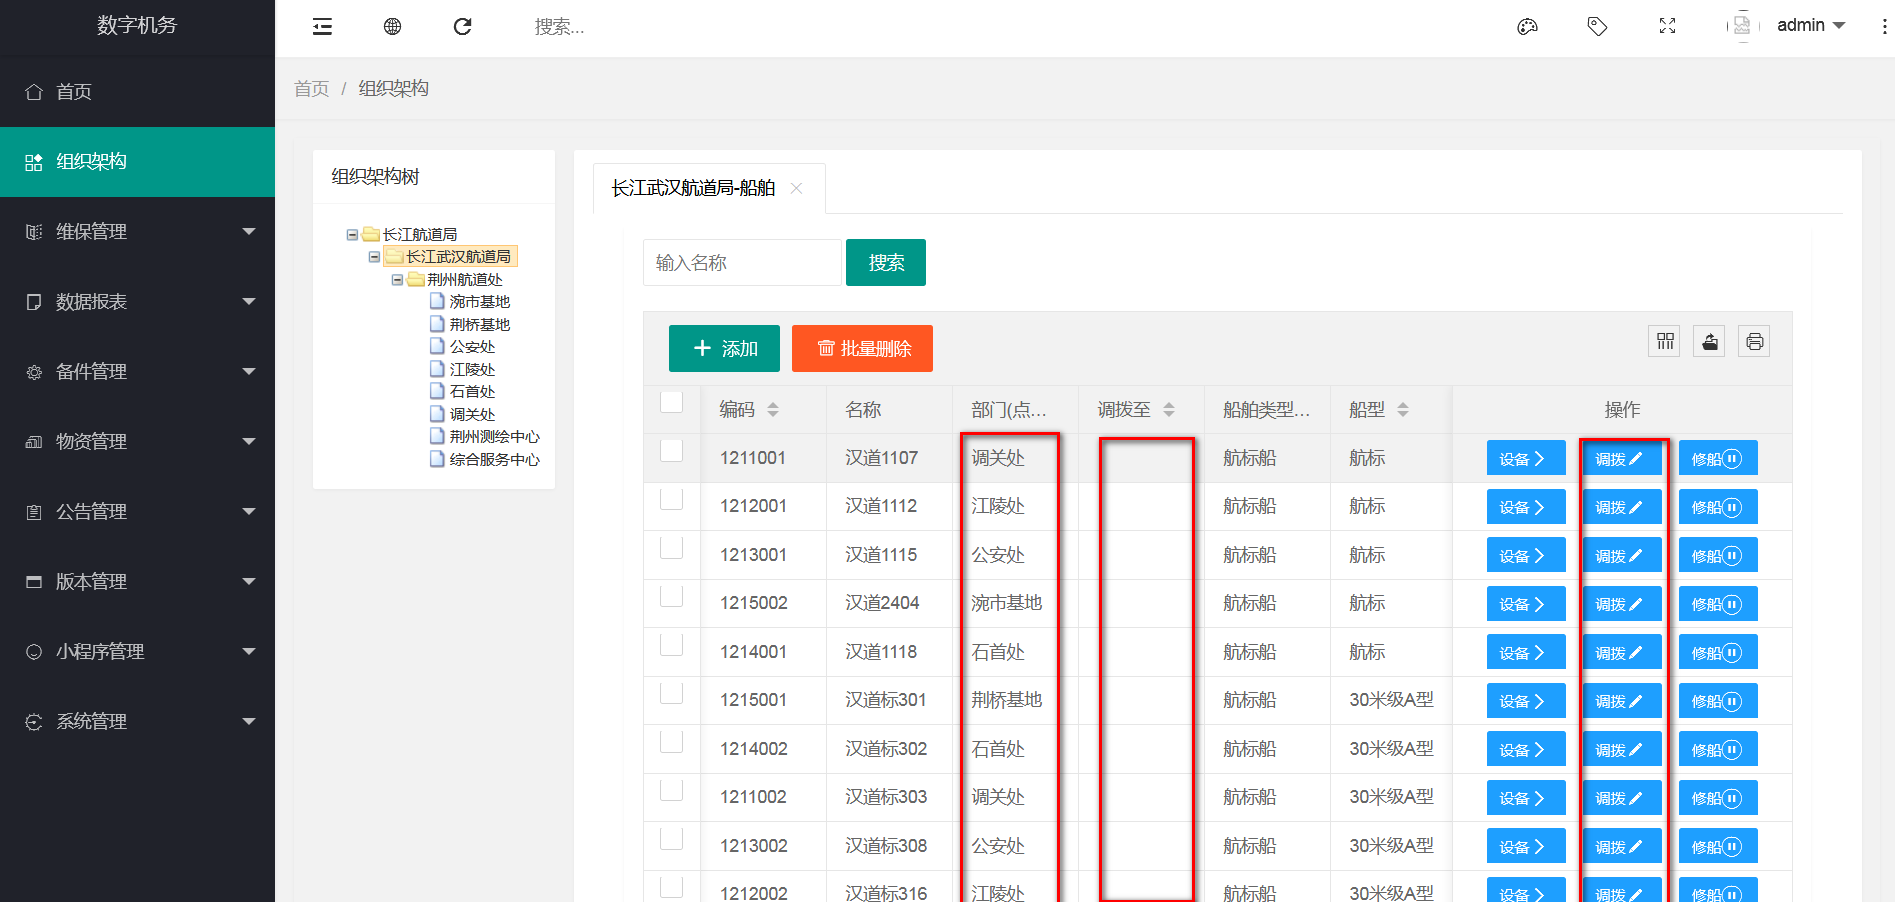 数字机务
搜索...
admin
首页
组织架构
维保管理
数据报表
备件管理
物资管理
公告管理
版本管理
小程序管理
系统管理
首页 / 组织架构
组织架构树
长江航道局
长江武汉航道局
荆州航道处
涴市基地
荆桥基地
公安处
江陵处
石首处
调关处
荆州测绘中心
综合服务中心
长江武汉航道局-船舶
输入名称 搜索
添加 批量删除
编码 名称 部门(点... 调拨至 船舶类型... 船型 操作
1211001 汉道1107 调关处 航标船 航标 设备 调拨 修船
1212001 汉道1112 江陵处 航标船 航标 设备 调拨 修船
1213001 汉道1115 公安处 航标船 航标 设备 调拨 修船
1215002 汉道2404 涴市基地 航标船 航标 设备 调拨 修船
1214001 汉道1118 石首处 航标船 航标 设备 调拨 修船
1215001 汉道标301 荆桥基地 航标船 30米级A型 设备 调拨 修船
1214002 汉道标302 石首处 航标船 30米级A型 设备 调拨 修船
1211002 汉道标303 调关处 航标船 30米级A型 设备 调拨 修船
1213002 汉道标308 公安处 航标船 30米级A型 设备 调拨 修船
1212002 汉道标316 江陵处 航标船 30米级A型 设备 调拨 修船